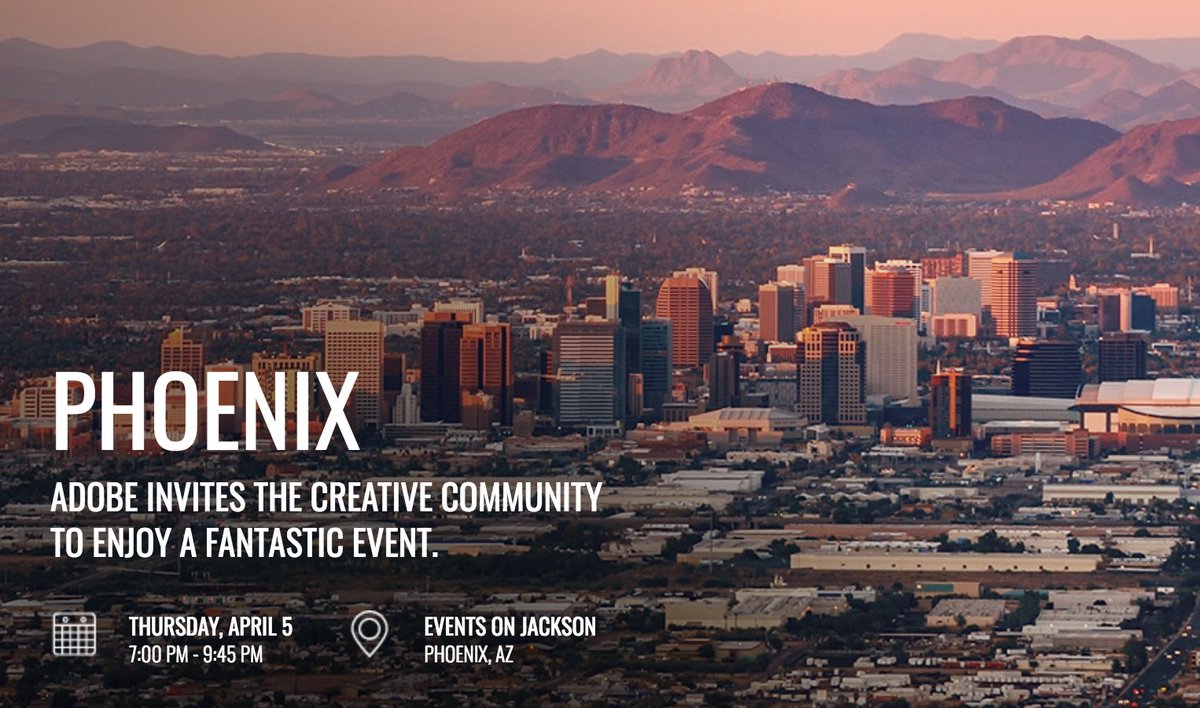 PHOENIX
ADOBE INVITES THE CREATIVE COMMUNITY
TO ENJOY A FANTASTIC EVENT.
THURSDAY, APRIL 5
7:00 PM - 9:45 PM
EVENTS ON JACKSON
PHOENIX, AZ